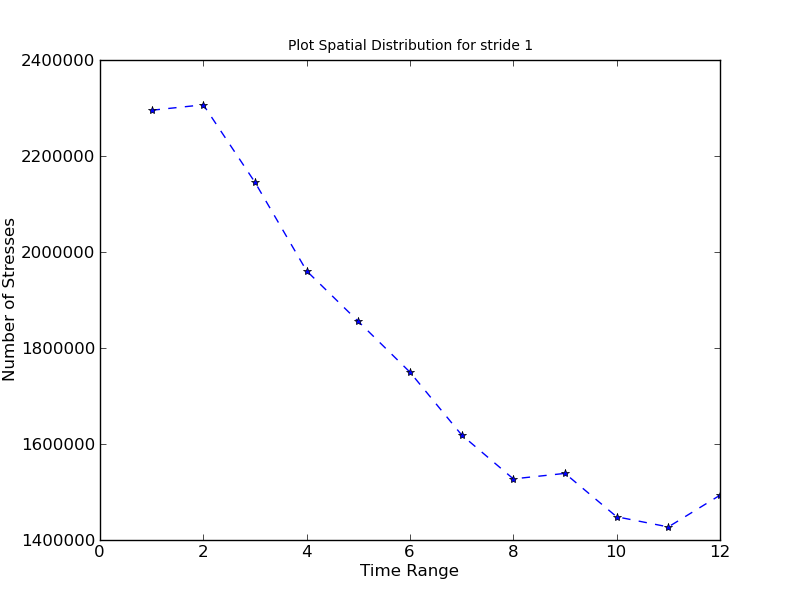 Plot Spatial Distribution for stride 1
2400000
2200000
2000000
1800000
1600000
1400000
Number of Stresses
0 2 4 6 8 10 12
Time Range